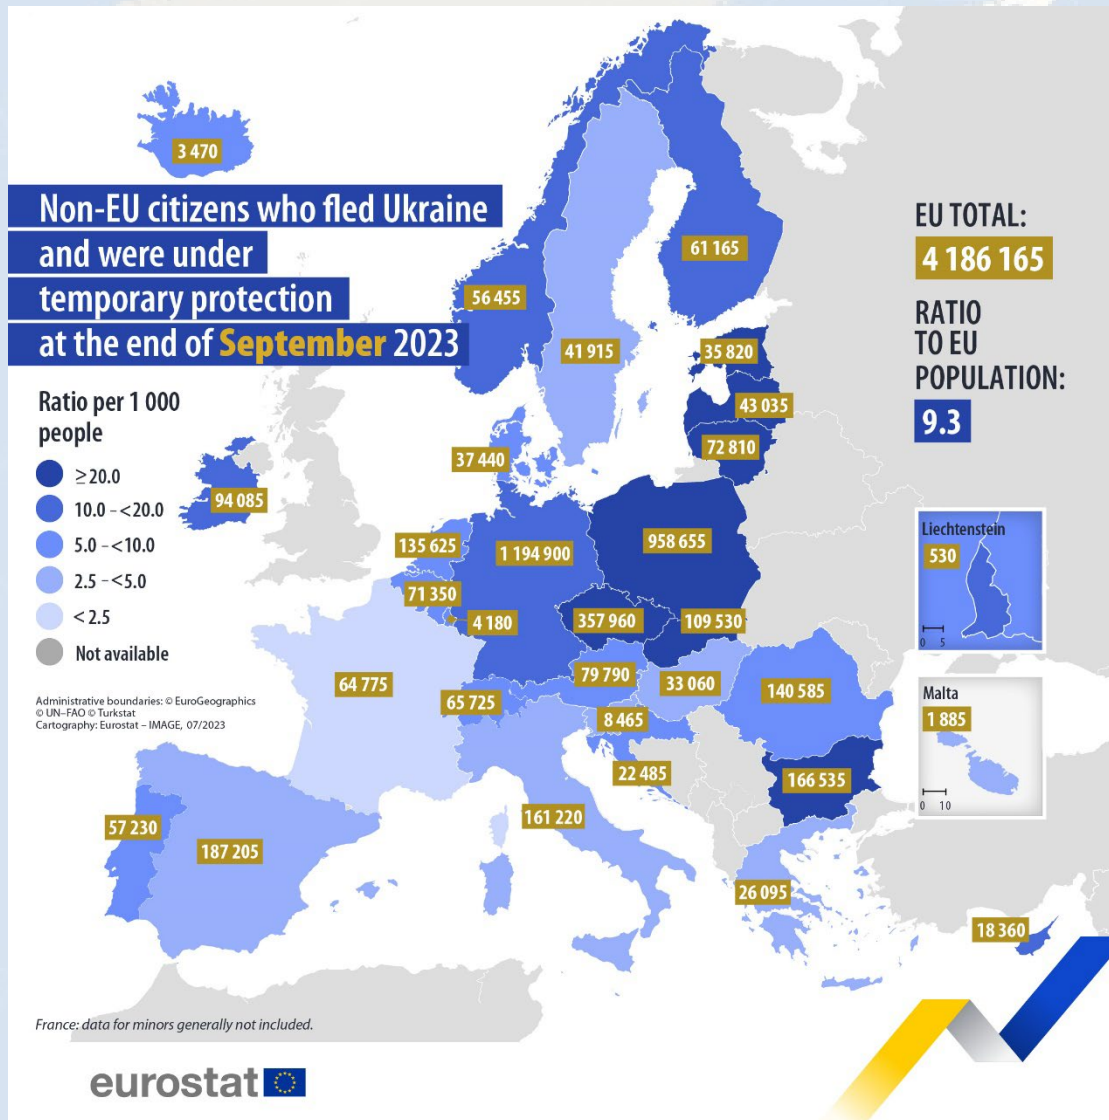 3 470
Non-EU citizens who fled Ukraine
and were under
temporary protection
at the end of September 2023
EU TOTAL:
4 186 165
RATIO
TO EU
POPULATION:
9.3
Ratio per 1 000
people
≥20.0
10.0 – <20.0
5.0 – <10.0
2.5 – <5.0
< 2.5
Not available
Administrative boundaries: © EuroGeographics
© UN–FAO © Turkstat
Cartography: Eurostat – IMAGE, 07/2023
61 165
56 455
41 915
35 820
43 035
72 810
37 440
94 085
135 625
1 194 900
958 655
71 350
4 180
357 960
109 530
64 775
65 725
79 790
33 060
140 585
8 465
22 485
166 535
161 220
57 230
187 205
26 095
18 360
Liechtenstein
530
0 5
Malta
1 885
0 10
France: data for minors generally not included.
eurostat